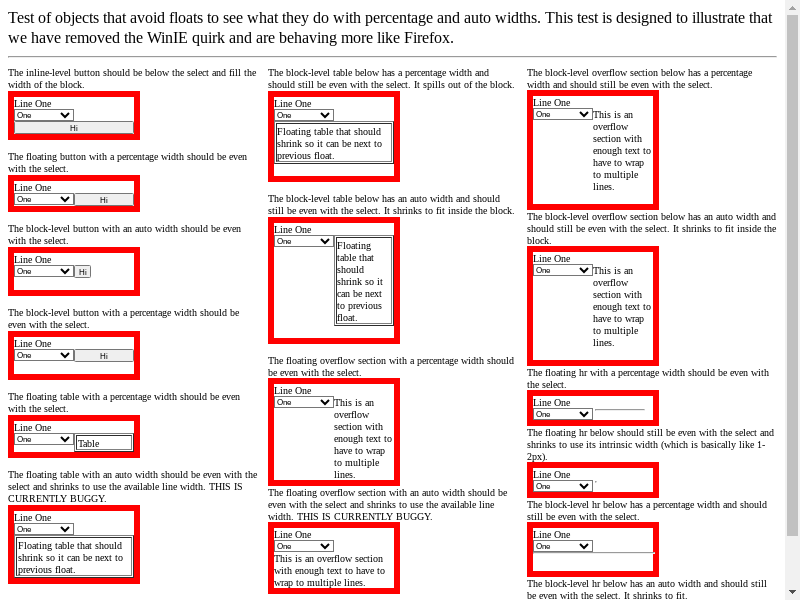 Test of objects that avoid floats to see what they do with percentage and auto widths. This test is designed to illustrate that
we have removed the WinIE quirk and are behaving more like Firefox.
The inline-level button should be below the select and fill the
width of the block.
Line One
One
Hi
The floating button with a percentage width should be even
with the select.
Line One
One
Hi
The block-level button with an auto width should be even
with the select.
Line One
One
Hi
The block-level button with a percentage width should be
even with the select.
Line One
One
Hi
The floating table with a percentage width should be even
with the select.
Line One
One
Table
The floating table with an auto width should be even with the
select and shrinks to use the available line width. THIS IS
CURRENTLY BUGGY.
Line One
One
Floating table that should
shrink so it can be next to
previous float.
The block-level table below has a percentage width and
should still be even with the select. It spills out of the block.
Line One
One
Floating table that should
shrink so it can be next to
previous float.
The block-level table below has an auto width and should
still be even with the select. It shrinks to fit inside the block.
Line One
One
Floating
table that
should
shrink so it
can be next
to previous
float.
The floating overflow section with a percentage width should
be even with the select.
Line One
One
This is an
overflow
section with
enough text to
have to wrap
to multiple
lines.
The floating overflow section with an auto width should be
even with the select and shrinks to use the available line
width. THIS IS CURRENTLY BUGGY.
Line One
One
This is an overflow section
with enough text to have to
wrap to multiple lines.
The block-level overflow section below has a percentage
width and should still be even with the select.
Line One
One
This is an
overflow
section with
enough text to
have to wrap
to multiple
lines.
The block-level overflow section below has an auto width and
should still be even with the select. It shrinks to fit inside the
block.
Line One
One
This is an
overflow
section with
enough text to
have to wrap
to multiple
lines.
The floating hr with a percentage width should be even with
the select.
Line One
One
The floating hr below should still be even with the select and
shrinks to use its intrinsic width (which is basically like 1-
2px).
Line One
One
The block-level hr below has a percentage width and should
still be even with the select.
Line One
One
The block-level hr below has an auto width and should still
be even with the select. It shrinks to fit.